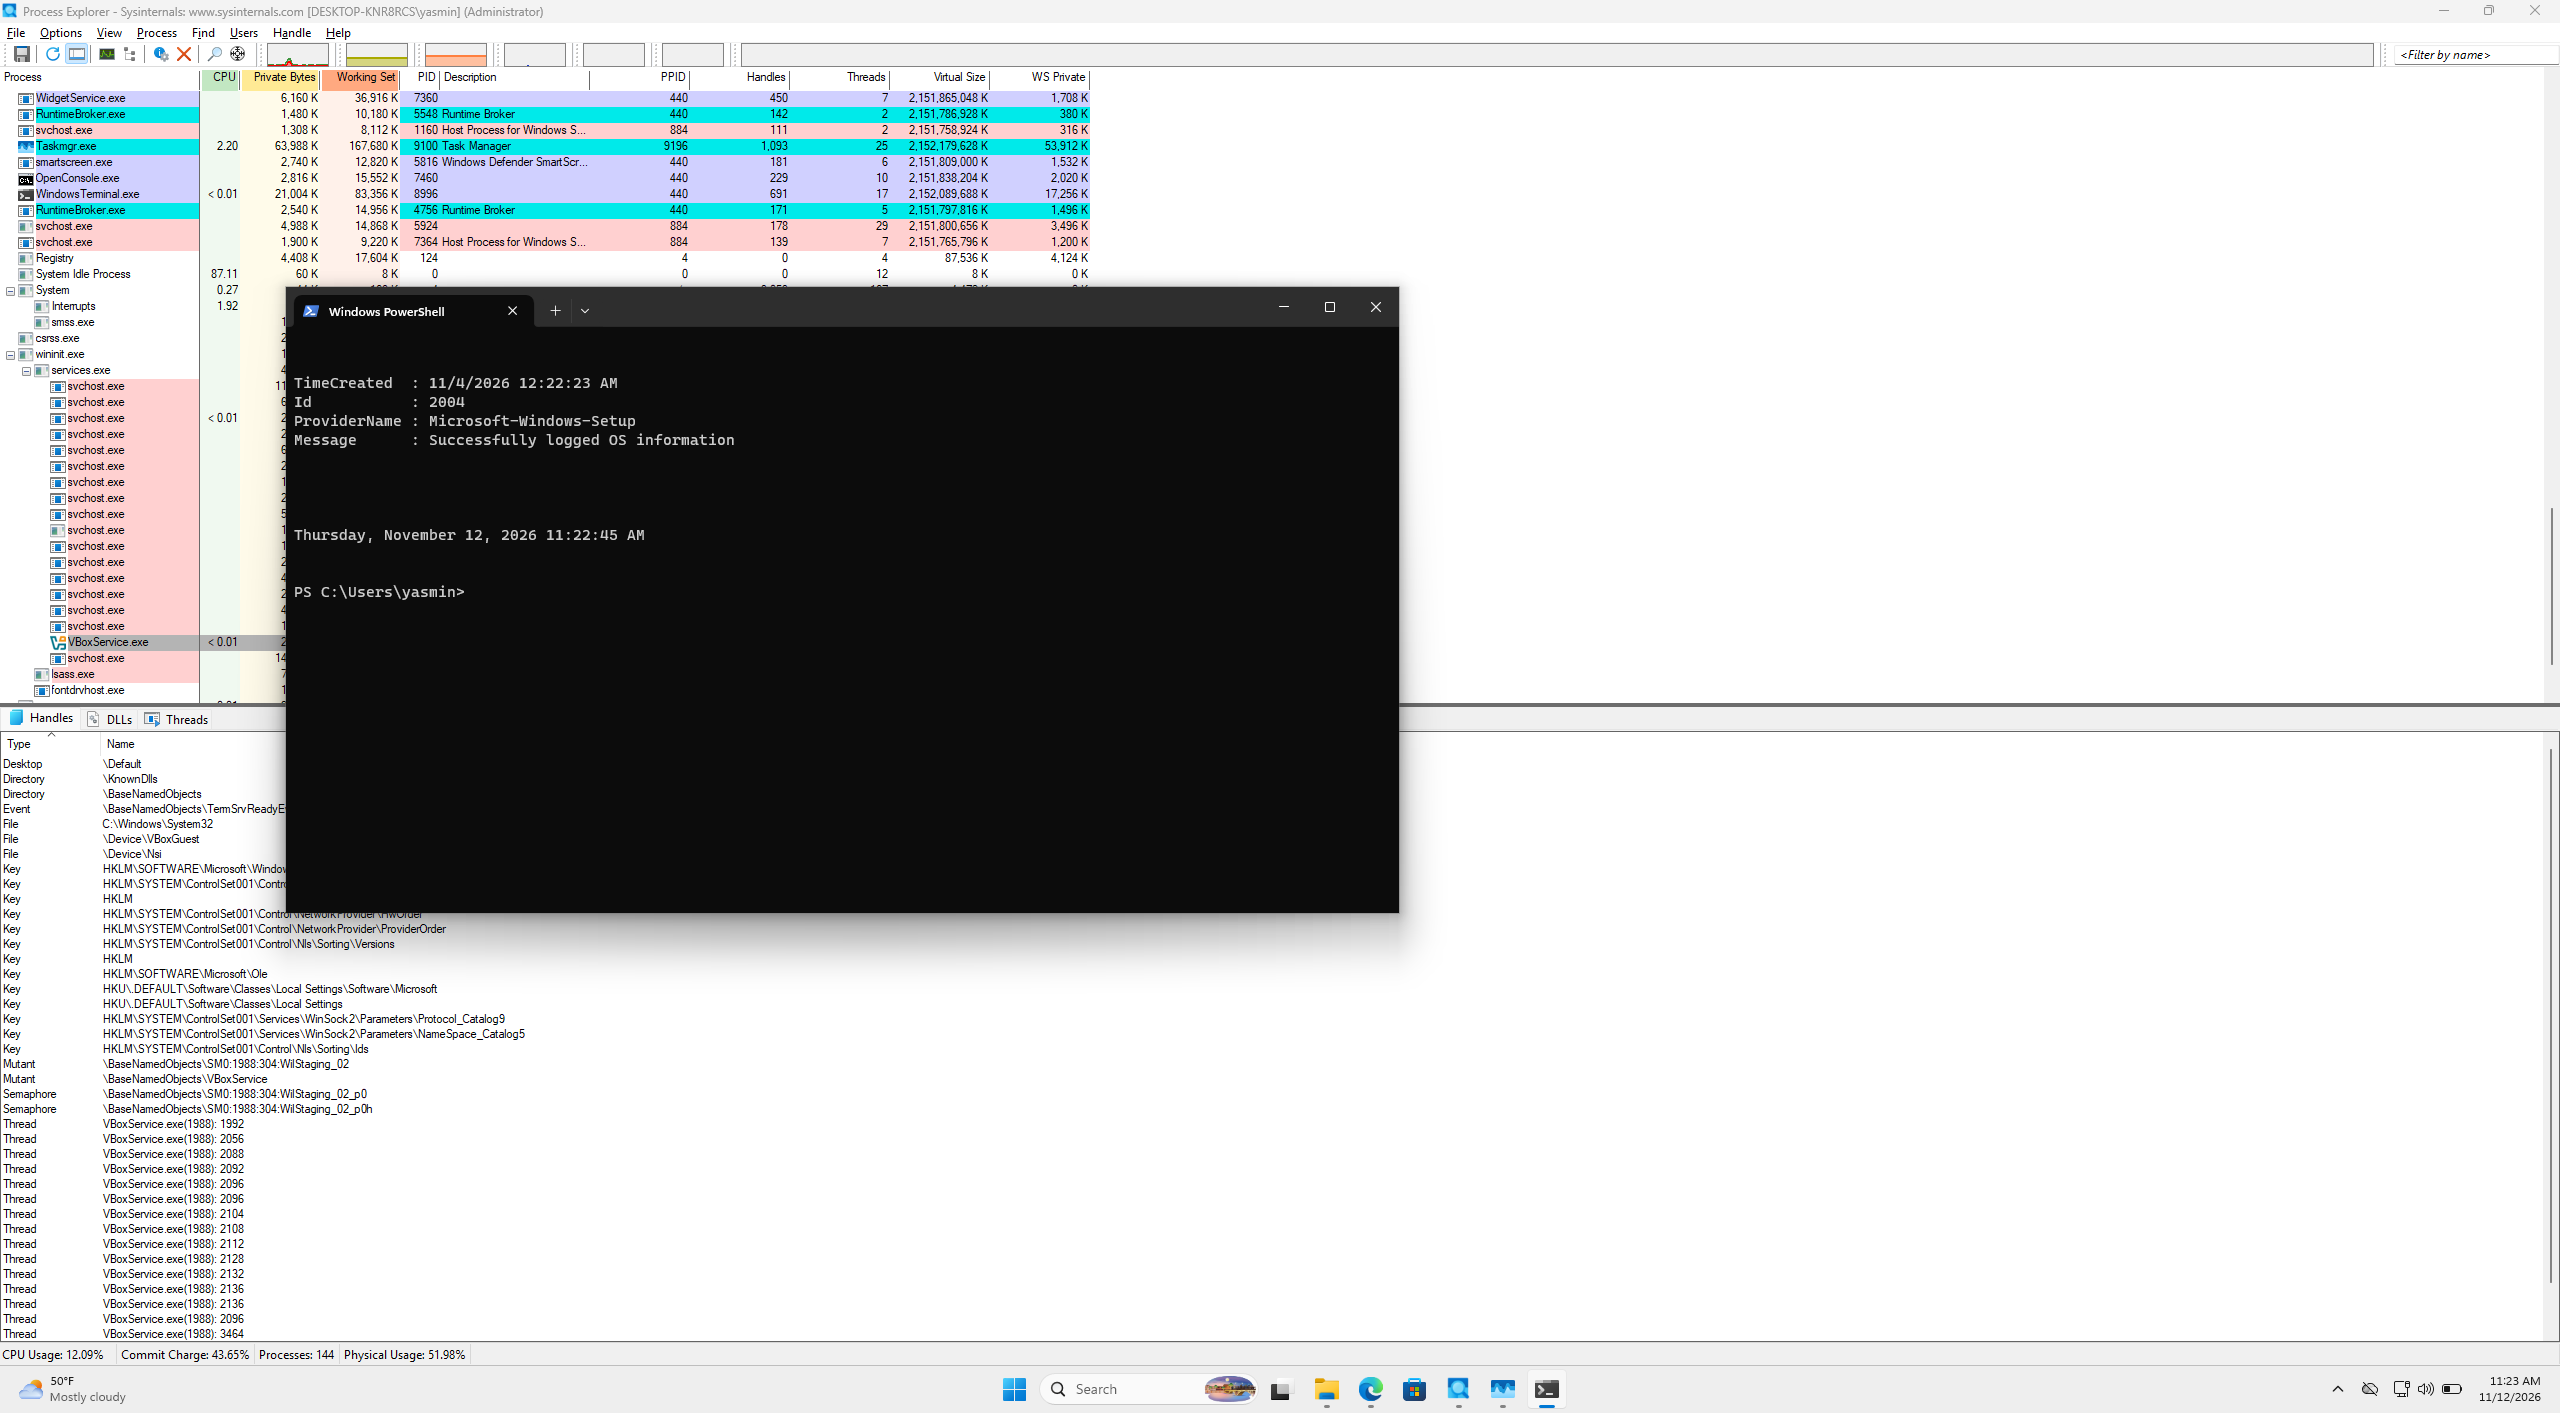 Process Explorer - Sysinternals: www.sysinternals.com [DESKTOP-KNR8RCS\yasmin] (Administrator)
File Options View Process Find Users Handle Help
<Filter by name>
Process CPU Private Bytes Working Set PID Description PPID Handles Threads Virtual Size WS Private
WidgetService.exe 6,160 K 36,916 K 7360 440 450 7 2,151,865,048 K 1,708 K
RuntimeBroker.exe 1,480 K 10,180 K 5548 Runtime Broker 440 142 2 2,151,786,928 K 380 K
svchost.exe 1,308 K 8,112 K 1160 Host Process for Windows S... 884 111 2 2,151,758,924 K 316 K
Taskmgr.exe 2.20 63,988 K 167,680 K 9100 Task Manager 9196 1,093 25 2,152,179,628 K 53,912 K
smartscreen.exe 2,740 K 12,820 K 5816 Windows Defender SmartScr... 440 181 6 2,151,809,000 K 1,532 K
OpenConsole.exe 2,816 K 15,552 K 7460 440 229 10 2,151,838,204 K 2,020 K
WindowsTerminal.exe < 0.01 21,004 K 83,356 K 8996 440 691 17 2,152,089,688 K 17,256 K
RuntimeBroker.exe 2,540 K 14,956 K 4756 Runtime Broker 440 171 5 2,151,797,816 K 1,496 K
svchost.exe 4,988 K 14,868 K 5924 884 178 29 2,151,800,656 K 3,496 K
svchost.exe 1,900 K 9,220 K 7364 Host Process for Windows S... 884 139 7 2,151,765,796 K 1,200 K
Registry 4,408 K 17,604 K 124 4 0 4 87,536 K 4,124 K
System Idle Process 87.11 60 K 8 K 0 0 0 12 8 K 0 K
System 0.27
Interrupts 1.92
smss.exe
csrss.exe
wininit.exe
services.exe
svchost.exe
svchost.exe
svchost.exe < 0.01
svchost.exe
svchost.exe
svchost.exe
svchost.exe
svchost.exe
svchost.exe
svchost.exe
svchost.exe
svchost.exe
svchost.exe
svchost.exe
svchost.exe
svchost.exe
VBoxService.exe < 0.01
svchost.exe
lsass.exe
fontdrvhost.exe
Windows PowerShell
TimeCreated : 11/4/2026 12:22:23 AM
Id : 2004
ProviderName : Microsoft-Windows-Setup
Message : Successfully logged OS information
Thursday, November 12, 2026 11:22:45 AM
PS C:\Users\yasmin>
Handles DLLs Threads
Type Name
Desktop \Default
Directory \KnownDlls
Directory \BaseNamedObjects
Event \BaseNamedObjects\TermSrvReadyE
File C:\Windows\System32
File \Device\VBoxGuest
File \Device\Nsi
Key HKLM\SOFTWARE\Microsoft\Window
Key HKLM\SYSTEM\ControlSet001\Contr
Key HKLM
Key HKLM\SYSTEM\ControlSet001\Control\NetworkProvider\HwOrder
Key HKLM\SYSTEM\ControlSet001\Control\NetworkProvider\ProviderOrder
Key HKLM\SYSTEM\ControlSet001\Control\Nls\Sorting\Versions
Key HKLM
Key HKLM\SOFTWARE\Microsoft\Ole
Key HKU\.DEFAULT\Software\Classes\Local Settings\Software\Microsoft
Key HKU\.DEFAULT\Software\Classes\Local Settings
Key HKLM\SYSTEM\ControlSet001\Services\WinSock2\Parameters\Protocol_Catalog9
Key HKLM\SYSTEM\ControlSet001\Services\WinSock2\Parameters\NameSpace_Catalog5
Key HKLM\SYSTEM\ControlSet001\Control\Nls\Sorting\Ids
Mutant \BaseNamedObjects\SM0:1988:304:WilStaging_02
Mutant \BaseNamedObjects\VBoxService
Semaphore \BaseNamedObjects\SM0:1988:304:WilStaging_02_p0
Semaphore \BaseNamedObjects\SM0:1988:304:WilStaging_02_p0h
Thread VBoxService.exe(1988): 1992
Thread VBoxService.exe(1988): 2056
Thread VBoxService.exe(1988): 2088
Thread VBoxService.exe(1988): 2092
Thread VBoxService.exe(1988): 2096
Thread VBoxService.exe(1988): 2096
Thread VBoxService.exe(1988): 2104
Thread VBoxService.exe(1988): 2108
Thread VBoxService.exe(1988): 2112
Thread VBoxService.exe(1988): 2128
Thread VBoxService.exe(1988): 2132
Thread VBoxService.exe(1988): 2136
Thread VBoxService.exe(1988): 2136
Thread VBoxService.exe(1988): 2096
Thread VBoxService.exe(1988): 3464
CPU Usage: 12.09% Commit Charge: 43.65% Processes: 144 Physical Usage: 51.98%
50°F
Mostly cloudy
Search
11:23 AM
11/12/2026